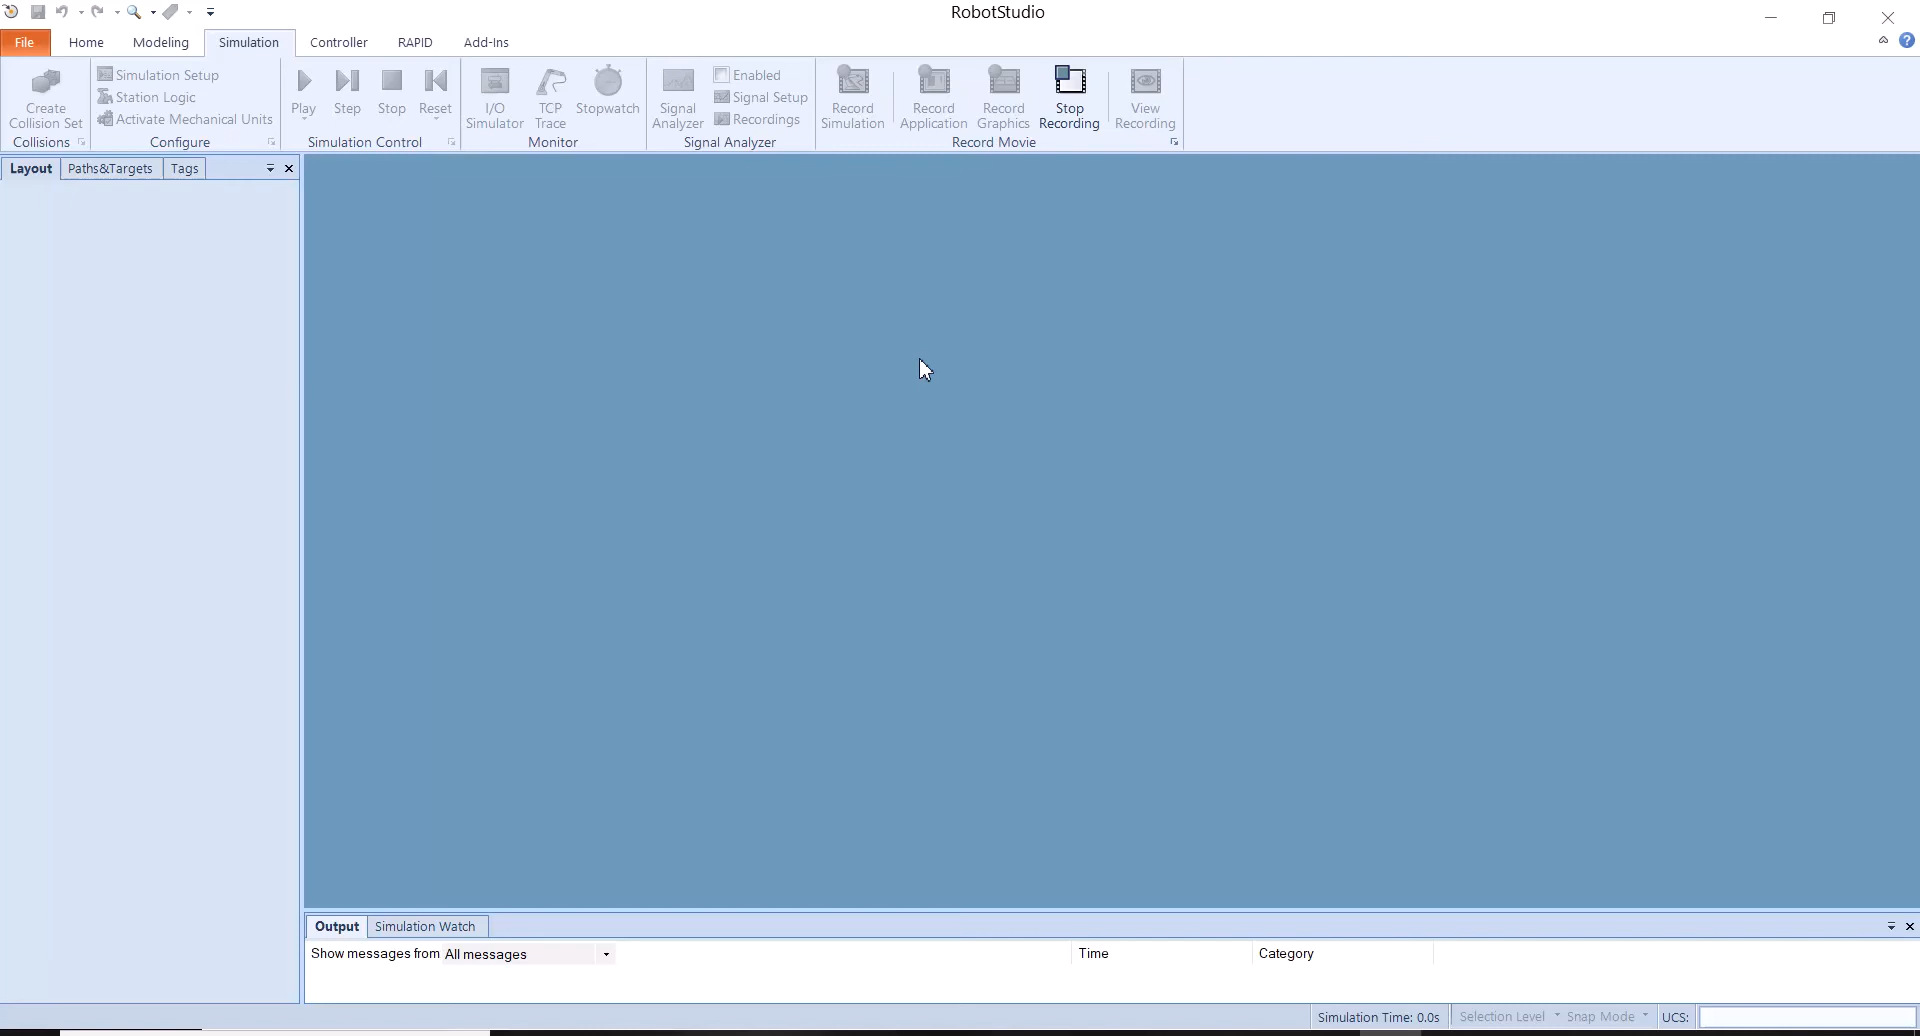 RobotStudio
File Home Modeling Simulation Controller RAPID Add-Ins
Create
Collision Set
Collisions
Simulation Setup
Station Logic
Activate Mechanical Units
Configure
Play Step Stop Reset
Simulation Control
I/O
Simulator
TCP
Trace
Stopwatch
Monitor
Signal
Analyzer
Enabled
Signal Setup
Recordings
Signal Analyzer
Record
Simulation
Record
Application
Record
Graphics
Stop
Recording
View
Recording
Record Movie
Layout Paths&Targets Tags
Output Simulation Watch
Show messages from All messages Time Category
Simulation Time: 0.0s Selection Level Snap Mode UCS: